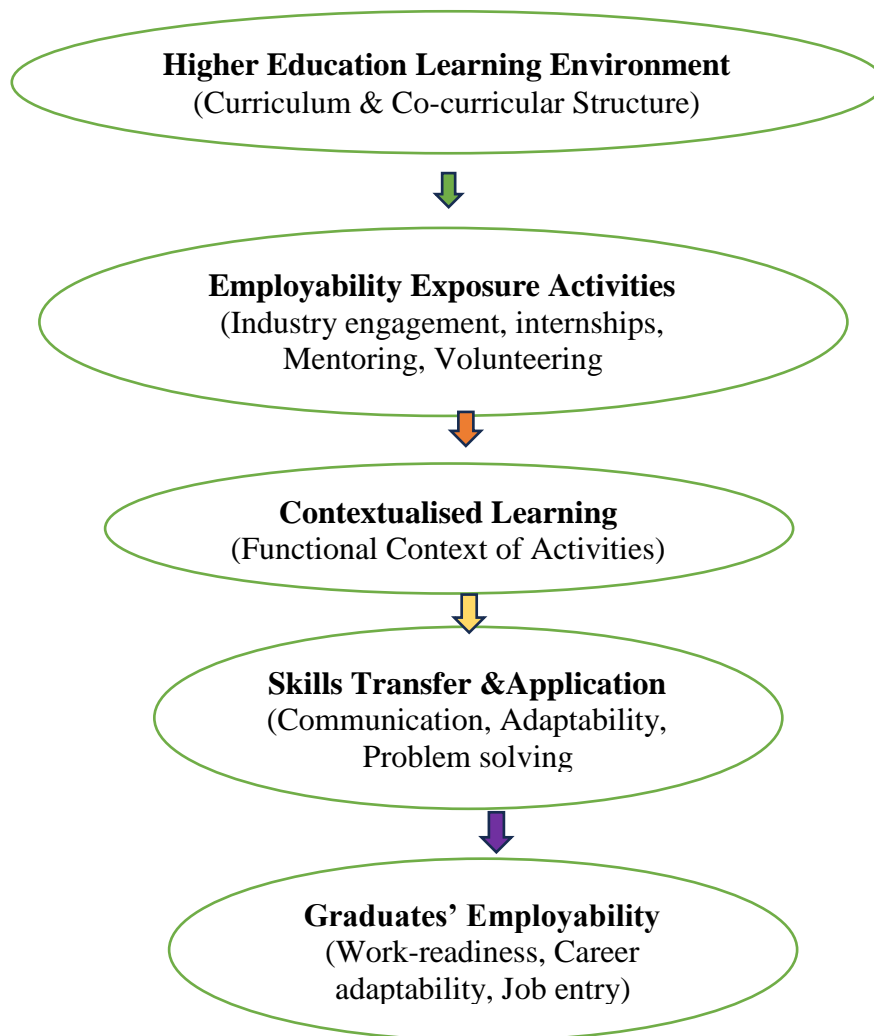 Higher Education Learning Environment
(Curriculum & Co-curricular Structure)
Employability Exposure Activities
(Industry engagement, internships,
Mentoring, Volunteering
Contextualised Learning
(Functional Context of Activities)
Skills Transfer &Application
(Communication, Adaptability,
Problem solving
Graduates’ Employability
(Work-readiness, Career
adaptability, Job entry)